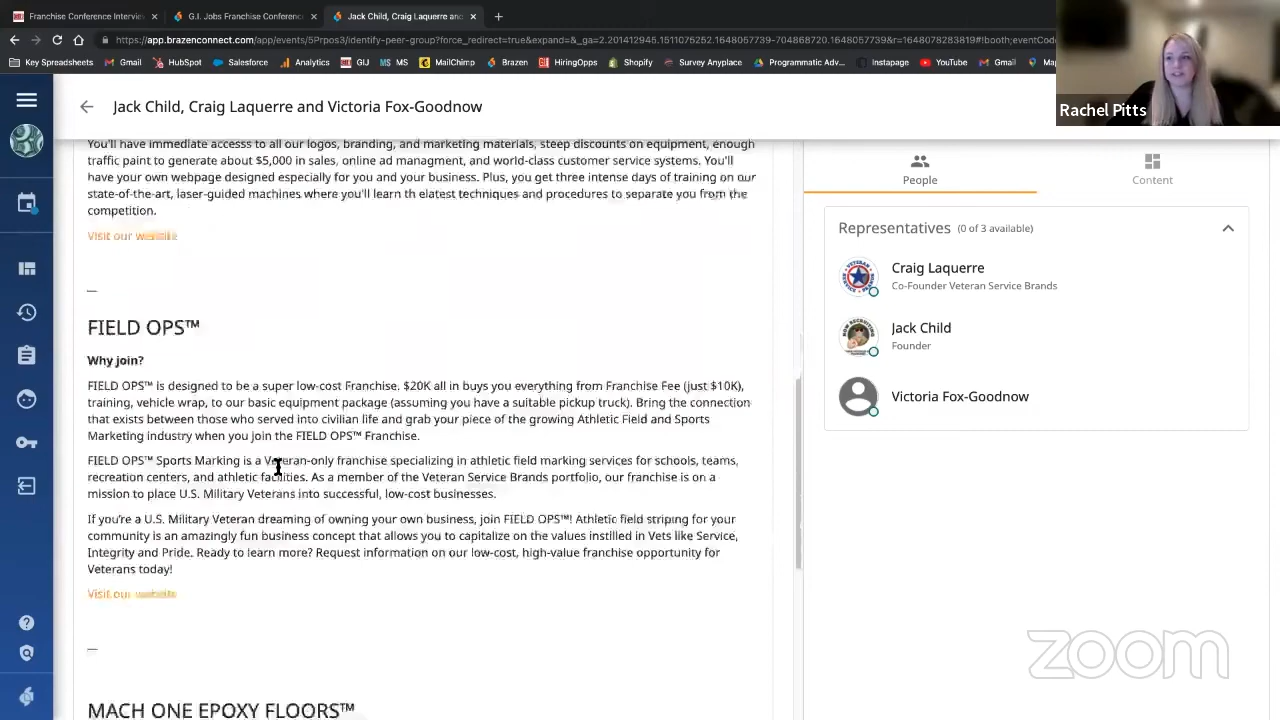 Franchise Conference Interview
G.I. Jobs Franchise Conference
Jack Child, Craig Laquerre and
https://app.brazenconnect.com/app/events/5Prpos3/identify-peer-group?force_redirect=true&expand=&_ga=2.201412945.1511075252.1648057739-704868720.1648057739&r=1648078283819#!booth;eventCod
Key Spreadsheets
Gmail
HubSpot
Salesforce
Analytics
GIJ
MS
MailChimp
Brazen
HiringOpps
Shopify
Survey Anyplace
Programmatic Adv...
Instapage
YouTube
Gmail
Map
Rachel Pitts
Jack Child, Craig Laquerre and Victoria Fox-Goodnow
You'll have immediate accesss to all our logos, branding, and marketing materials, steep discounts on equipment, enough
traffic paint to generate about $5,000 in sales, online ad managment, and world-class customer service systems. You'll
have your own webpage designed especially for you and your business. Plus, you get three intense days of training on our
state-of-the-art, laser-guided machines where you'll learn th elatest techniques and procedures to separate you from the
competition.
Visit our website
—
FIELD OPS™
Why join?
FIELD OPS™ is designed to be a super low-cost Franchise. $20K all in buys you everything from Franchise Fee (just $10K),
training, vehicle wrap, to our basic equipment package (assuming you have a suitable pickup truck). Bring the connection
that exists between those who served into civilian life and grab your piece of the growing Athletic Field and Sports
Marketing industry when you join the FIELD OPS™ Franchise.
FIELD OPS™ Sports Marking is a Veteran-only franchise specializing in athletic field marking services for schools, teams,
recreation centers, and athletic facilities. As a member of the Veteran Service Brands portfolio, our franchise is on a
mission to place U.S. Military Veterans into successful, low-cost businesses.
If you're a U.S. Military Veteran dreaming of owning your own business, join FIELD OPS™! Athletic field striping for your
community is an amazingly fun business concept that allows you to capitalize on the values instilled in Vets like Service,
Integrity and Pride. Ready to learn more? Request information on our low-cost, high-value franchise opportunity for
Veterans today!
Visit our website
—
MACH ONE EPOXY FLOORS™
People
Content
Representatives (0 of 3 available)
Craig Laquerre
Co-Founder Veteran Service Brands
Jack Child
Founder
Victoria Fox-Goodnow
zoom